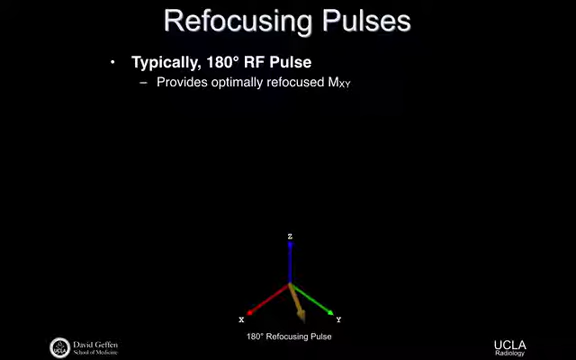 Refocusing Pulses
• Typically, 180° RF Pulse
– Provides optimally refocused MXY
Z
X
Y
180° Refocusing Pulse
UCLA
David Geffen
School of Medicine
UCLA
Radiology